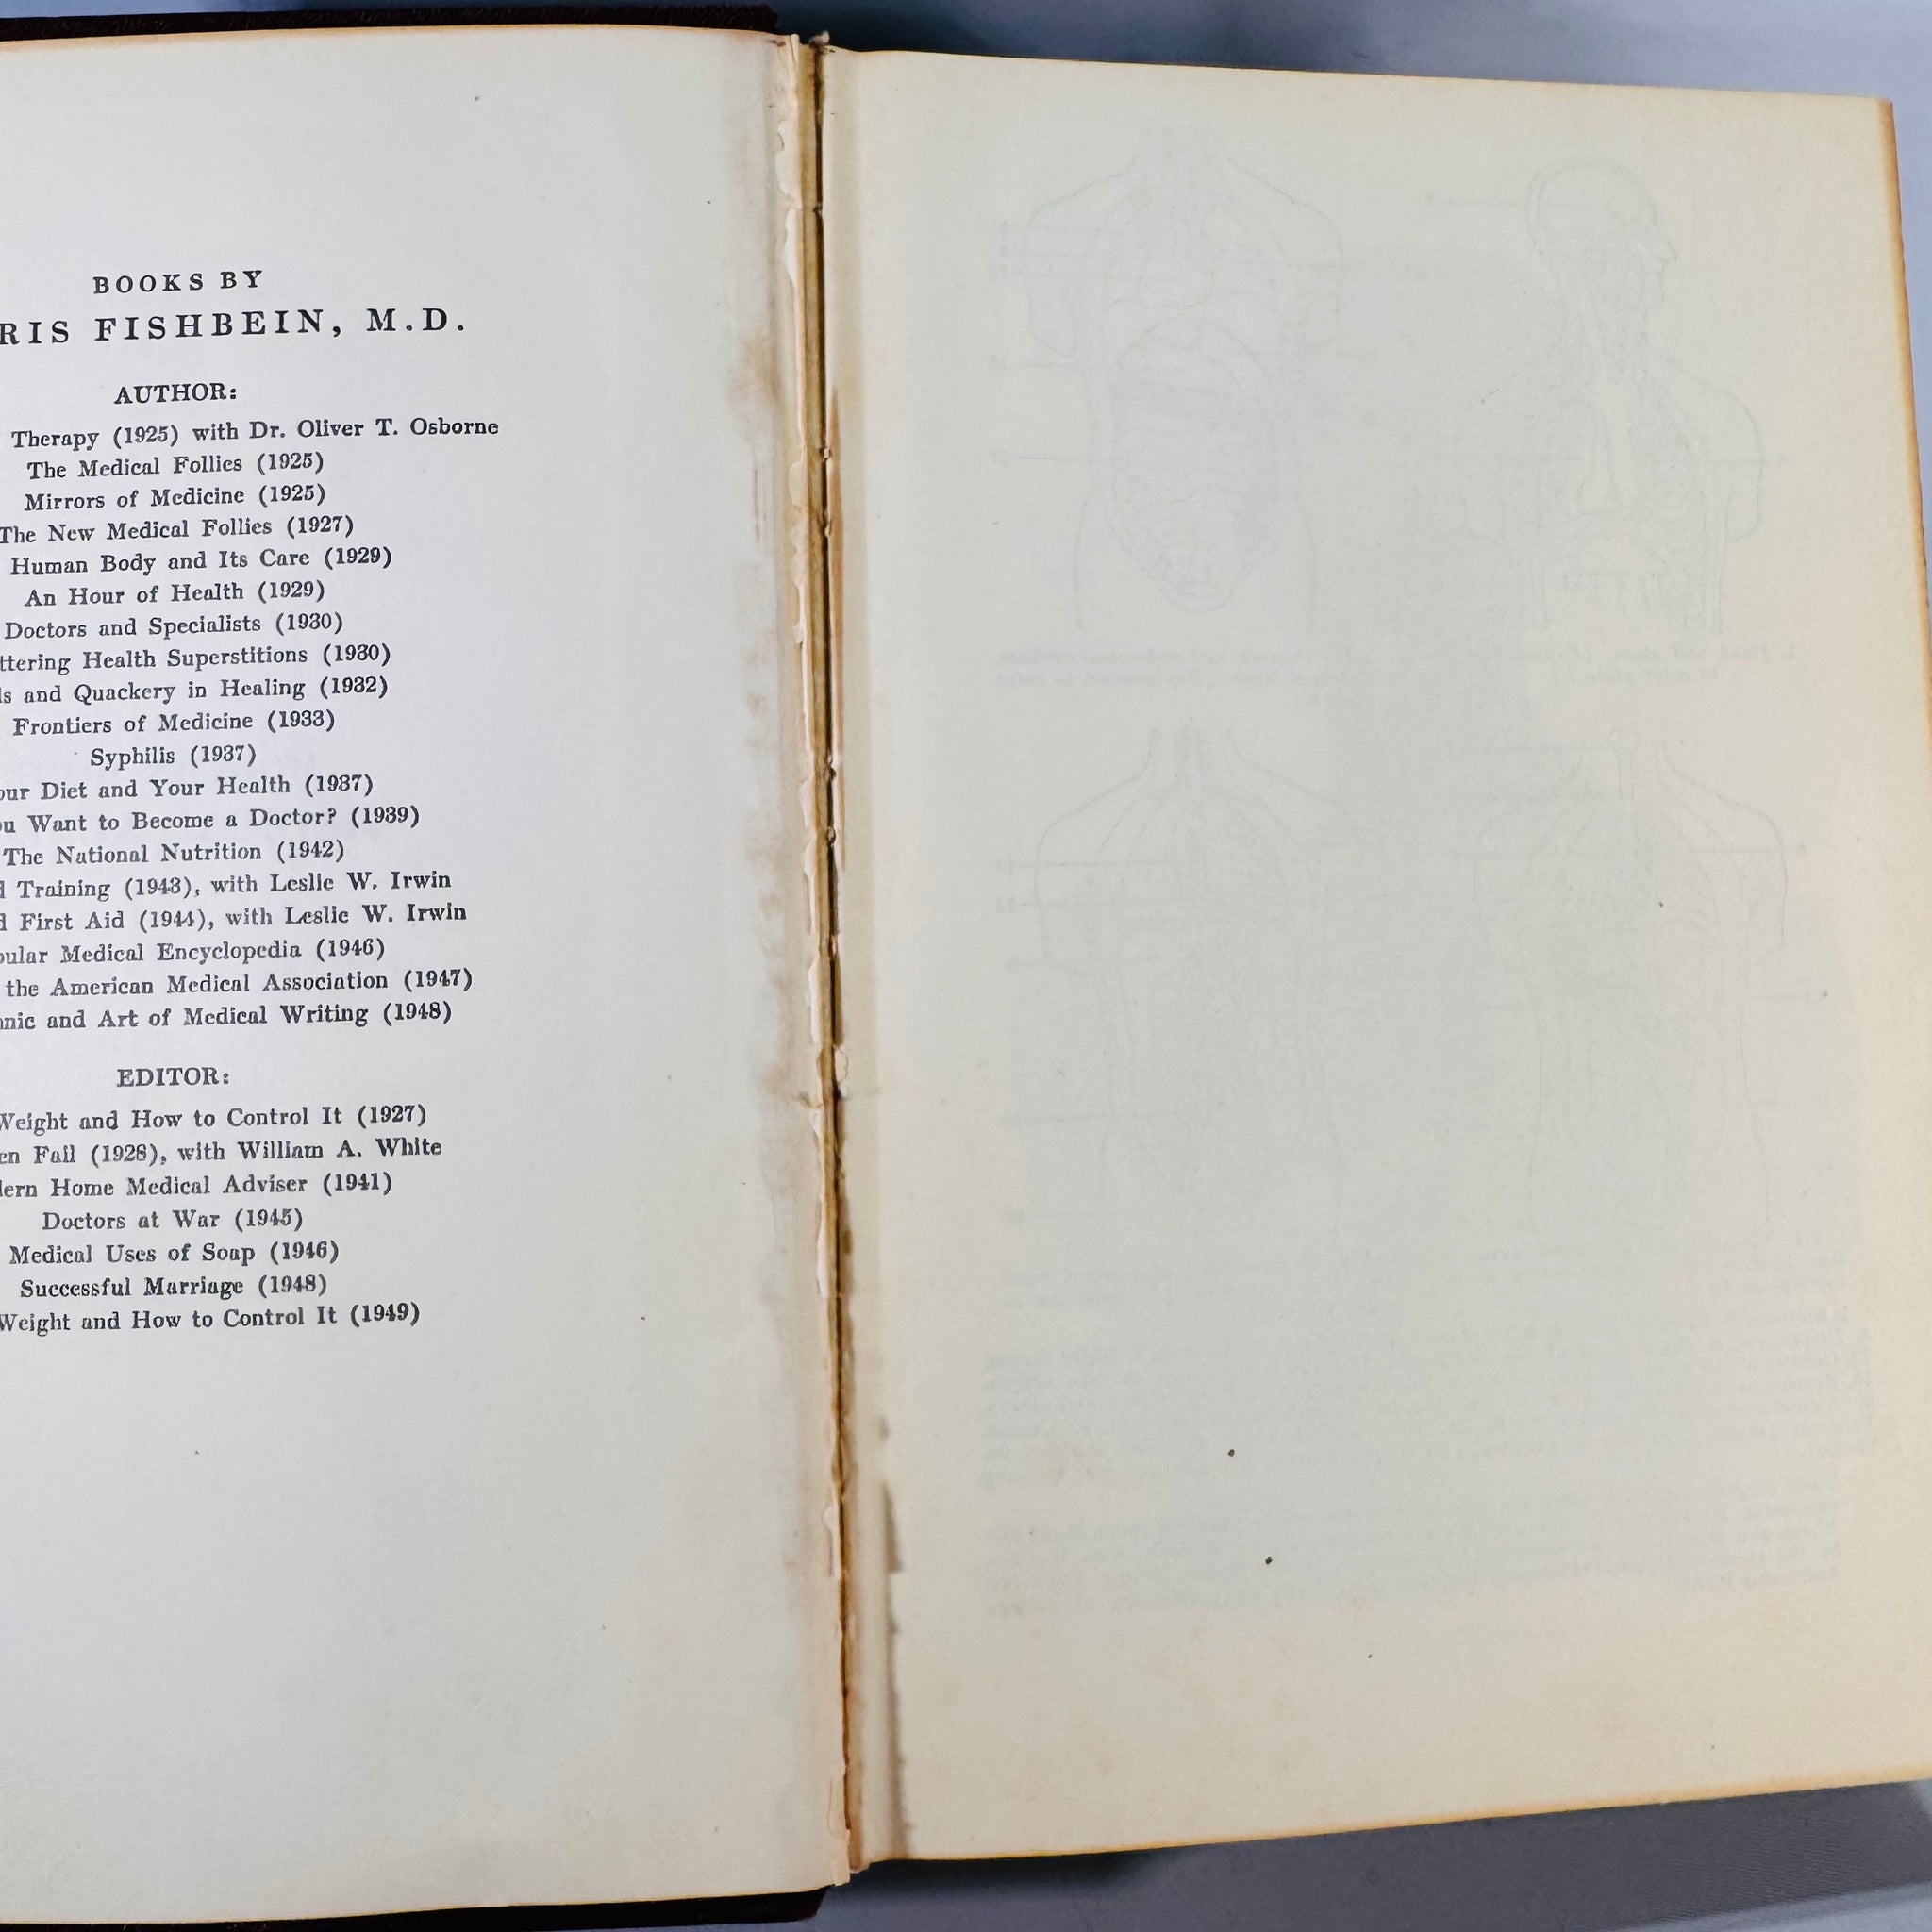 BOOKS BY
RIS FISHBEIN, M.D.
AUTHOR:
Therapy (1925) with Dr. Oliver T. Osborne
The Medical Follies (1925)
Mirrors of Medicine (1925)
The New Medical Follies (1927)
Human Body and Its Care (1929)
An Hour of Health (1929)
Doctors and Specialists (1930)
ttering Health Superstitions (1930)
ds and Quackery in Healing (1932)
Frontiers of Medicine (1933)
Syphilis (1937)
our Diet and Your Health (1937)
ou Want to Become a Doctor? (1939)
The National Nutrition (1942)
d Training (1943), with Leslie W. Irwin
d First Aid (1944), with Leslie W. Irwin
pular Medical Encyclopedia (1946)
the American Medical Association (1947)
hnic and Art of Medical Writing (1948)
EDITOR:
Weight and How to Control It (1927)
en Fail (1928), with William A. White
dern Home Medical Adviser (1941)
Doctors at War (1945)
Medical Uses of Soap (1946)
Successful Marriage (1948)
Weight and How to Control It (1949)